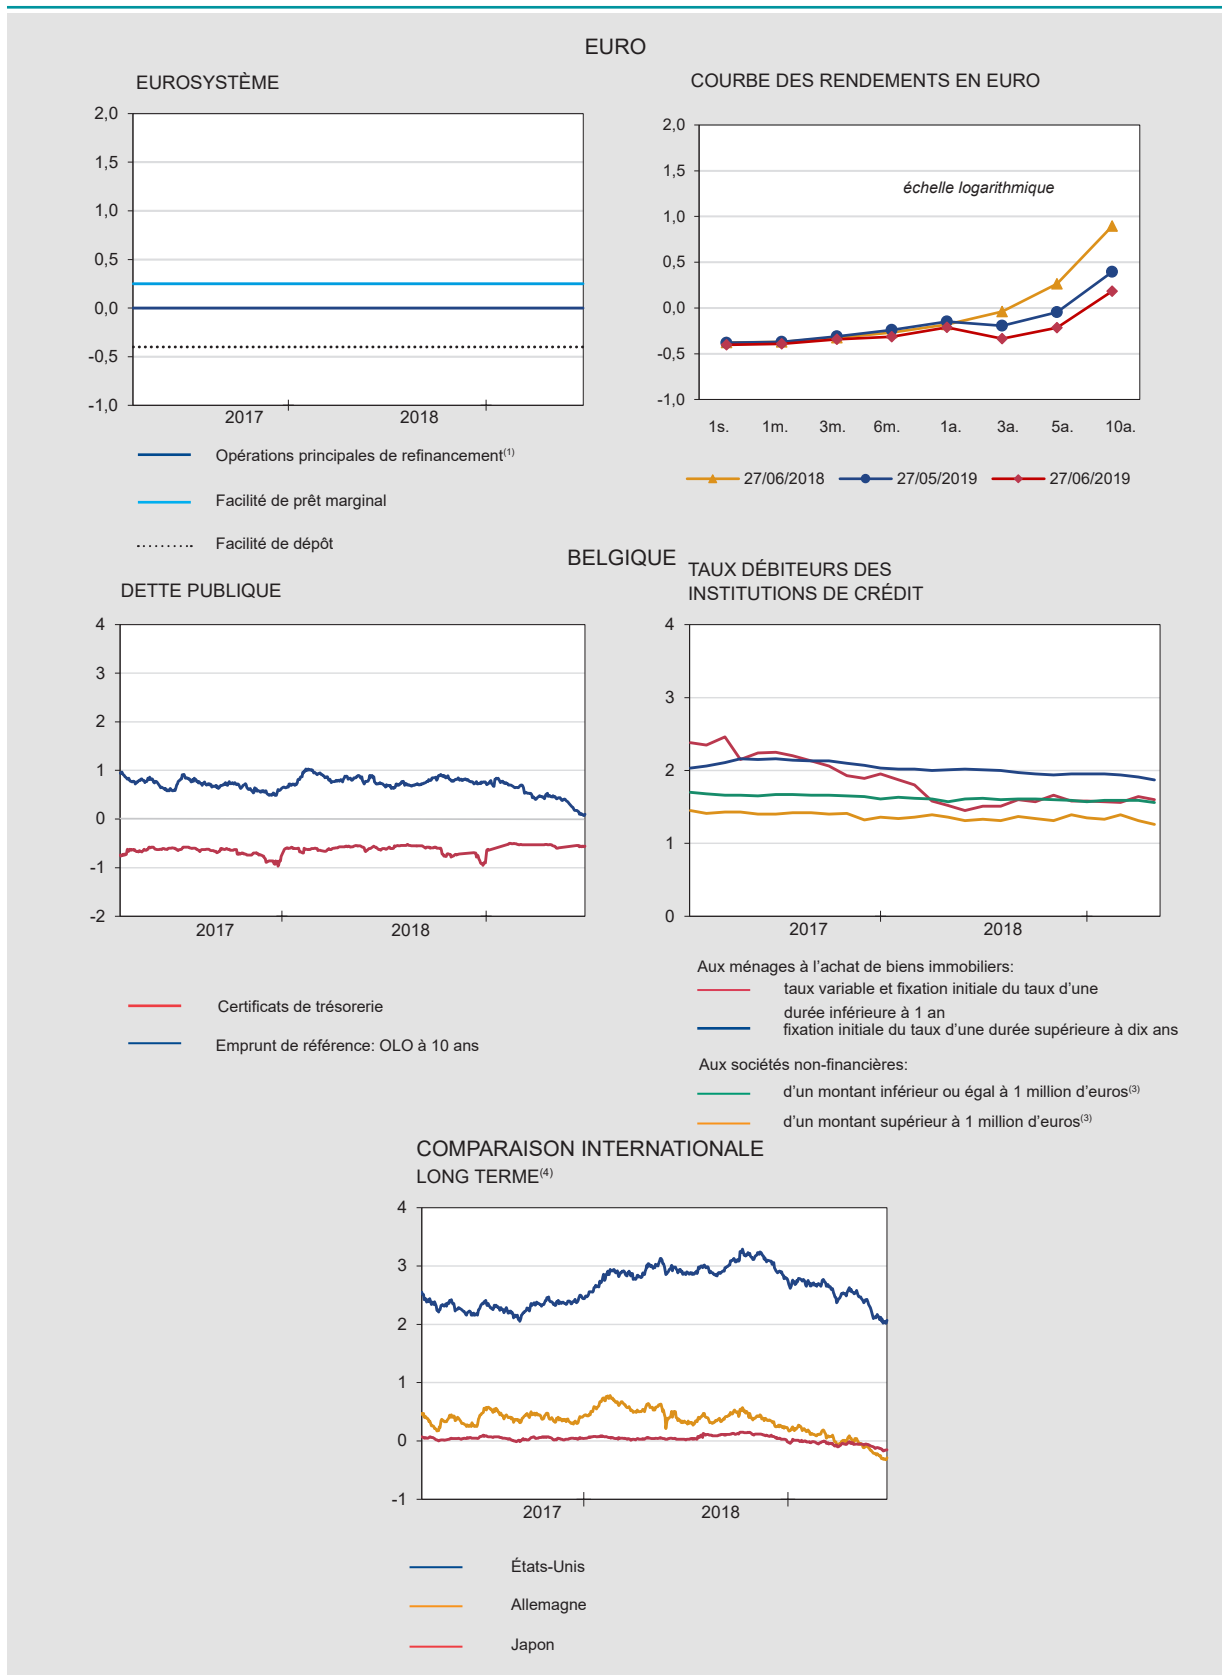 EURO
EUROSYSTÈME
2,0
1,5
1,0
0,5
0,0
-0,5
-1,0
2017 2018
Opérations principales de refinancement(1)
Facilité de prêt marginal
Facilité de dépôt
COURBE DES RENDEMENTS EN EURO
2,0
1,5
1,0
0,5
0,0
-0,5
-1,0
échelle logarithmique
1s. 1m. 3m. 6m. 1a. 3a. 5a. 10a.
27/06/2018 27/05/2019 27/06/2019
BELGIQUE
DETTE PUBLIQUE
4
3
2
1
0
-1
-2
2017 2018
Certificats de trésorerie
Emprunt de référence: OLO à 10 ans
TAUX DÉBITEURS DES
INSTITUTIONS DE CRÉDIT
4
3
2
1
0
2017 2018
Aux ménages à l’achat de biens immobiliers:
taux variable et fixation initiale du taux d’une
durée inférieure à 1 an
fixation initiale du taux d’une durée supérieure à dix ans
Aux sociétés non-financières:
d’un montant inférieur ou égal à 1 million d’euros(3)
d’un montant supérieur à 1 million d’euros(3)
COMPARAISON INTERNATIONALE
LONG TERME(4)
4
3
2
1
0
-1
2017 2018
États-Unis
Allemagne
Japon